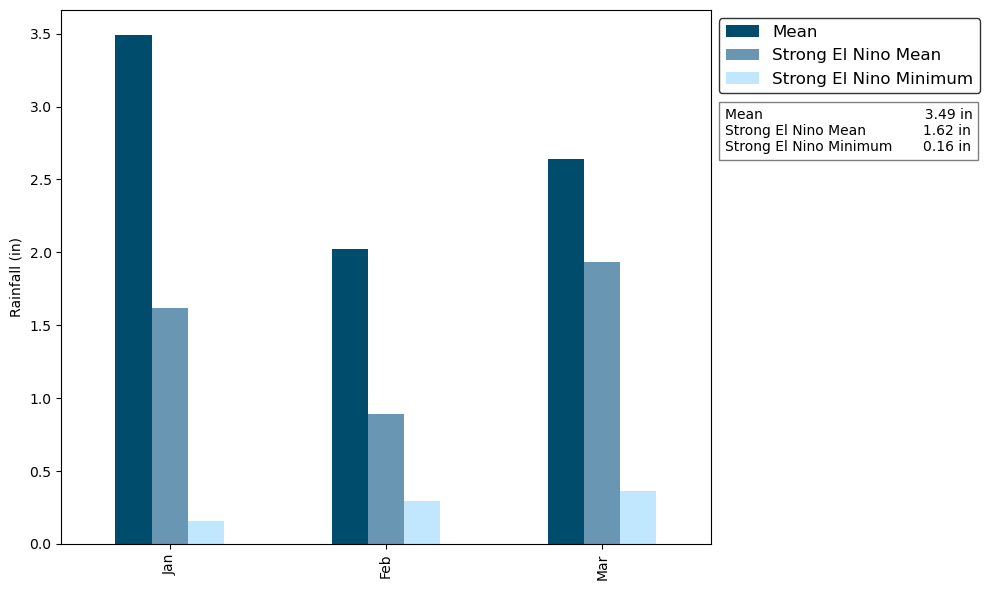 Rainfall (in)
3.5
3.0
2.5
2.0
1.5
1.0
0.5
0.0
Jan
Feb
Mar
Mean
Strong El Nino Mean
Strong El Nino Minimum
Mean 3.49 in
Strong El Nino Mean 1.62 in
Strong El Nino Minimum 0.16 in